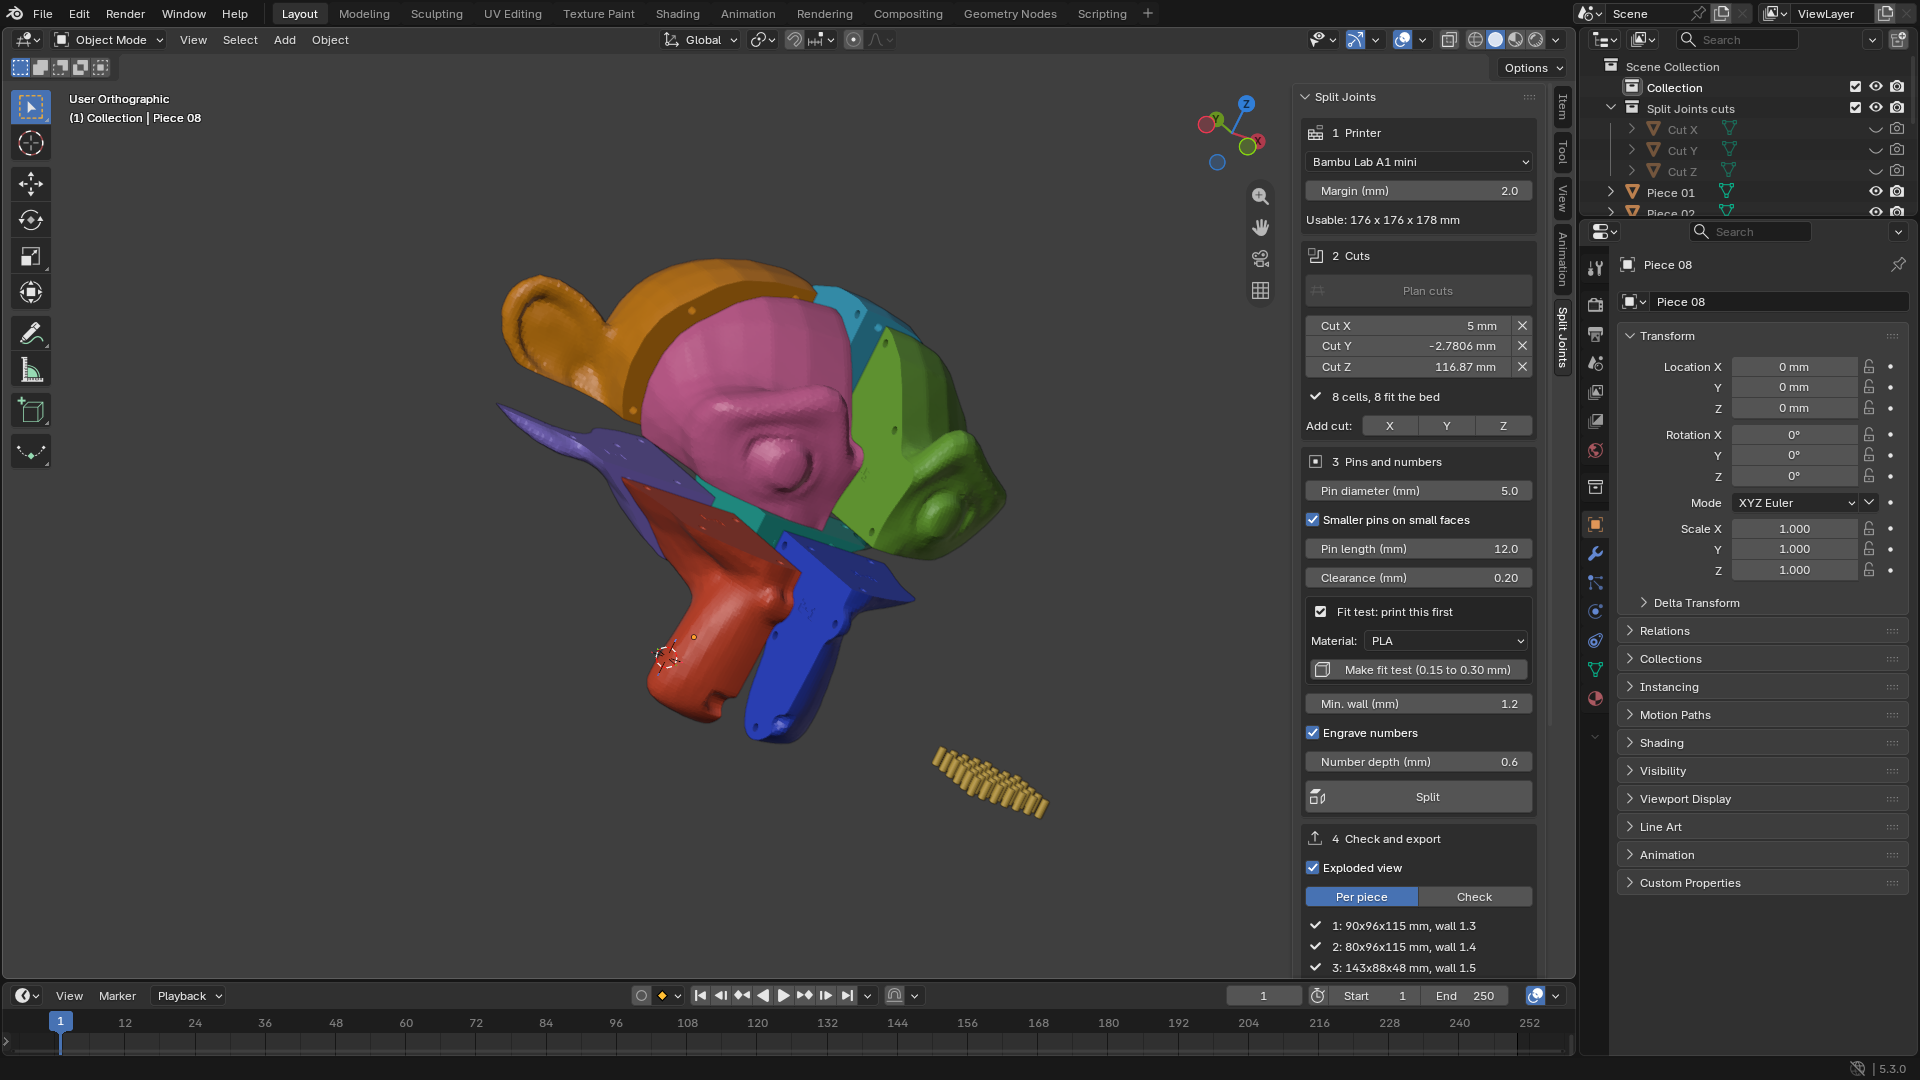 File Edit Render Window Help Layout Modeling Sculpting UV Editing Texture Paint Shading Animation Rendering Compositing Geometry Nodes Scripting + Scene ViewLayer
Object Mode View Select Add Object Global Search
Options
User Orthographic
(1) Collection | Piece 08
Z
Y
X
Split Joints
1 Printer
Bambu Lab A1 mini
Margin (mm) 2.0
Usable: 176 x 176 x 178 mm
2 Cuts
Plan cuts
Cut X 5 mm
Cut Y -2.7806 mm
Cut Z 116.87 mm
8 cells, 8 fit the bed
Add cut: X Y Z
3 Pins and numbers
Pin diameter (mm) 5.0
Smaller pins on small faces
Pin length (mm) 12.0
Clearance (mm) 0.20
Fit test: print this first
Material: PLA
Make fit test (0.15 to 0.30 mm)
Min. wall (mm) 1.2
Engrave numbers
Number depth (mm) 0.6
Split
4 Check and export
Exploded view
Per piece Check
1: 90x96x115 mm, wall 1.3
2: 80x96x115 mm, wall 1.4
3: 143x88x48 mm, wall 1.5
Item
Tool
View
Animation
Split Joints
Scene Collection
Collection
Split Joints cuts
Cut X
Cut Y
Cut Z
Piece 01
Piece 02
Search
Piece 08
Piece 08
Transform
Location X 0 mm
Y 0 mm
Z 0 mm
Rotation X 0°
Y 0°
Z 0°
Mode XYZ Euler
Scale X 1.000
Y 1.000
Z 1.000
Delta Transform
Relations
Collections
Instancing
Motion Paths
Shading
Visibility
Viewport Display
Line Art
Animation
Custom Properties
View Marker Playback 1 Start 1 End 250
1 12 24 36 48 60 72 84 96 108 120 132 144 156 168 180 192 204 216 228 240 252
5.3.0